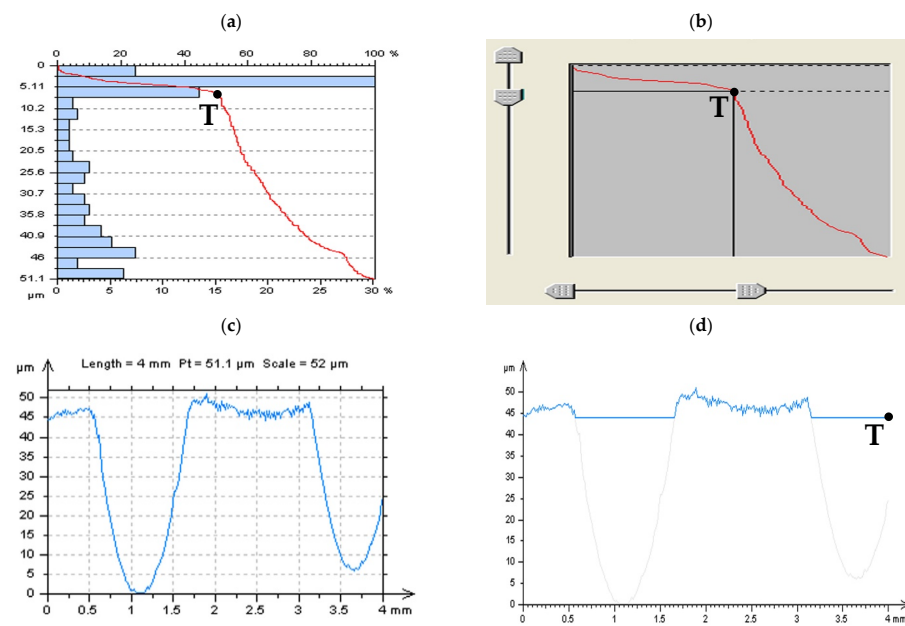 (a)
0 20 40 60 80 100 %
0
5.11
10.2
15.3
20.5
25.6
30.7
35.8
40.9
46
51.1
µm
0 5 10 15 20 25 30 %
T
(b)
T
(c)
Length = 4 mm Pt = 51.1 µm Scale = 52 µm
µm
50
45
40
35
30
25
20
15
10
5
0
0 0.5 1 1.5 2 2.5 3 3.5 4 mm
(d)
µm
50
45
40
35
30
25
20
15
10
5
0
0 0.5 1 1.5 2 2.5 3 3.5 4 mm
T